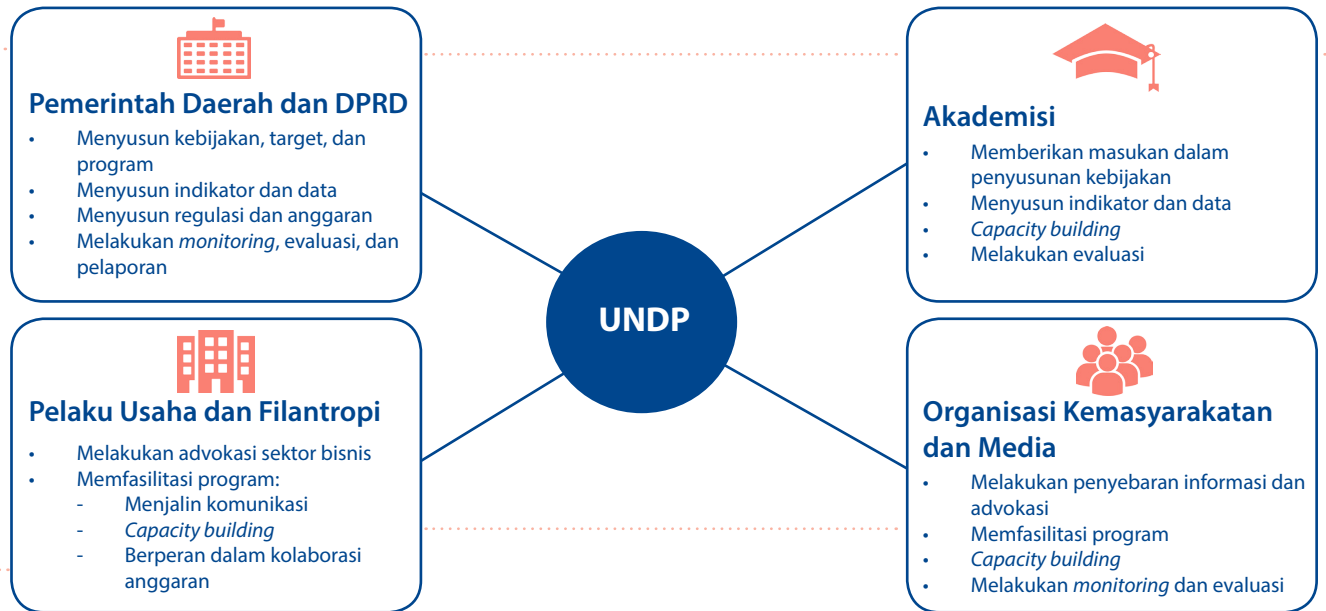 Pemerintah Daerah dan DPRD
• Menyusun kebijakan, target, dan
program
• Menyusun indikator dan data
• Menyusun regulasi dan anggaran
• Melakukan monitoring, evaluasi, dan
pelaporan
Akademisi
• Memberikan masukan dalam
penyusunan kebijakan
• Menyusun indikator dan data
• Capacity building
• Melakukan evaluasi
UNDP
Pelaku Usaha dan Filantropi
• Melakukan advokasi sektor bisnis
• Memfasilitasi program:
- Menjalin komunikasi
- Capacity building
- Berperan dalam kolaborasi
anggaran
Organisasi Kemasyarakatan
dan Media
• Melakukan penyebaran informasi dan
advokasi
• Memfasilitasi program
• Capacity building
• Melakukan monitoring dan evaluasi